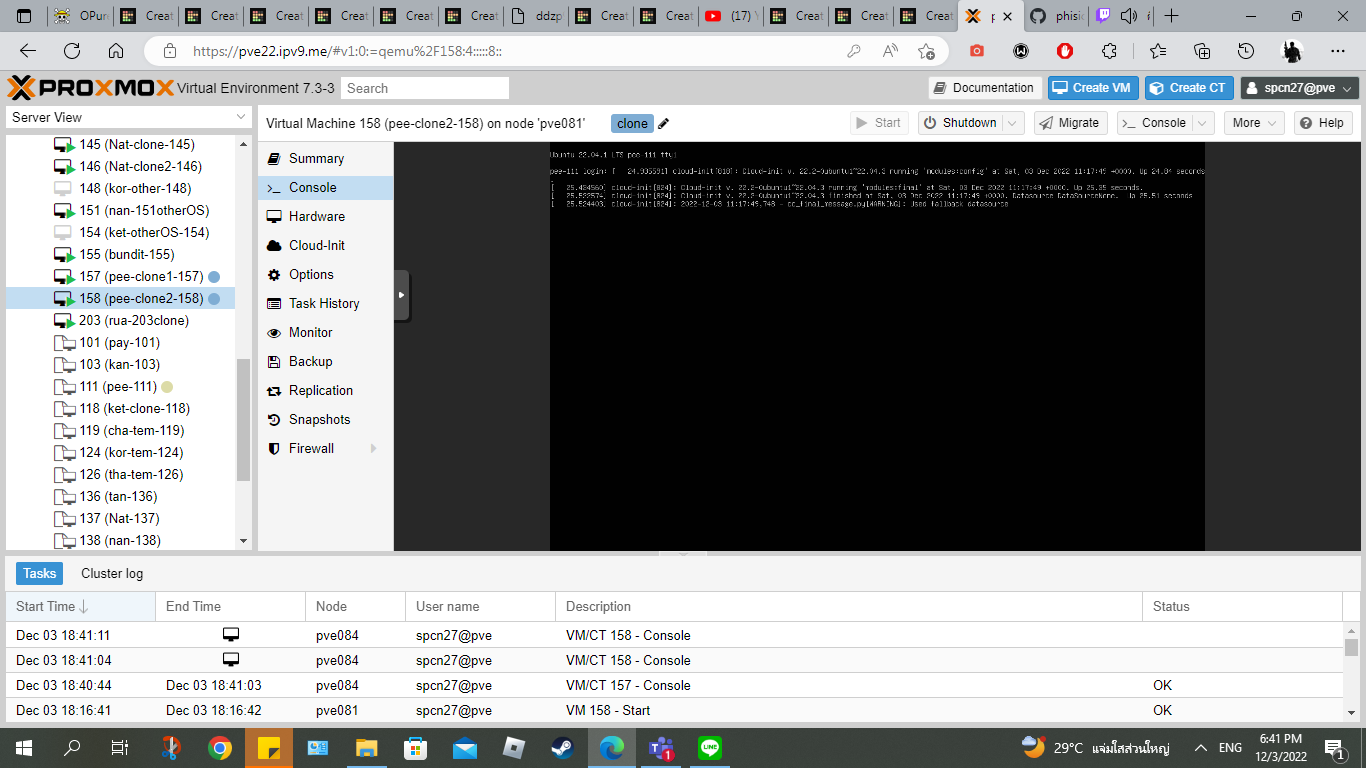 OPur
Creat
Creat
Creat
Creat
Creat
Creat
ddzp
Creat
Creat
(17) Y
Creat
Creat
Creat
p
phisi
https://pve22.ipv9.me/#v1:0:=qemu%2F158:4:::::8::
PROXMOX Virtual Environment 7.3-3
Search
Documentation
Create VM
Create CT
spcn27@pve
Server View
Virtual Machine 158 (pee-clone2-158) on node 'pve081'
clone
Start
Shutdown
Migrate
Console
More
Help
145 (Nat-clone-145)
146 (Nat-clone2-146)
148 (kor-other-148)
151 (nan-151otherOS)
154 (ket-otherOS-154)
155 (bundit-155)
157 (pee-clone1-157)
158 (pee-clone2-158)
203 (rua-203clone)
101 (pay-101)
103 (kan-103)
111 (pee-111)
118 (ket-clone-118)
119 (cha-tem-119)
124 (kor-tem-124)
126 (tha-tem-126)
136 (tan-136)
137 (Nat-137)
138 (nan-138)
Summary
Console
Hardware
Cloud-Init
Options
Task History
Monitor
Backup
Replication
Snapshots
Firewall
Ubuntu 22.04.1 LTS pee-111 tty1
pee-111 login: [ 24.935591] cloud-init[818]: Cloud-init v. 22.2-0ubuntu1~22.04.3 running 'modules:config' at Sat, 03 Dec 2022 11:17:49 +0000. Up 24.84 seconds
[ 25.404560] cloud-init[824]: Cloud-init v. 22.2-0ubuntu1~22.04.3 running 'modules:final' at Sat, 03 Dec 2022 11:17:49 +0000. Up 25.35 seconds.
[ 25.522574] cloud-init[824]: Cloud-init v. 22.2-0ubuntu1~22.04.3 finished at Sat, 03 Dec 2022 11:17:49 +0000. Datasource DataSourceNone. Up 25.51 seconds
[ 25.524403] cloud-init[824]: 2022-12-03 11:17:49,748 - cc_final_message.py[WARNING]: Used fallback datasource
Tasks
Cluster log
Start Time End Time Node User name Description Status
Dec 03 18:41:11 pve084 spcn27@pve VM/CT 158 - Console
Dec 03 18:41:04 pve084 spcn27@pve VM/CT 158 - Console
Dec 03 18:40:44 Dec 03 18:41:03 pve084 spcn27@pve VM/CT 157 - Console OK
Dec 03 18:16:41 Dec 03 18:16:42 pve081 spcn27@pve VM 158 - Start OK
29°C แจ่มใสส่วนใหญ่
ENG
6:41 PM
12/3/2022
1
1